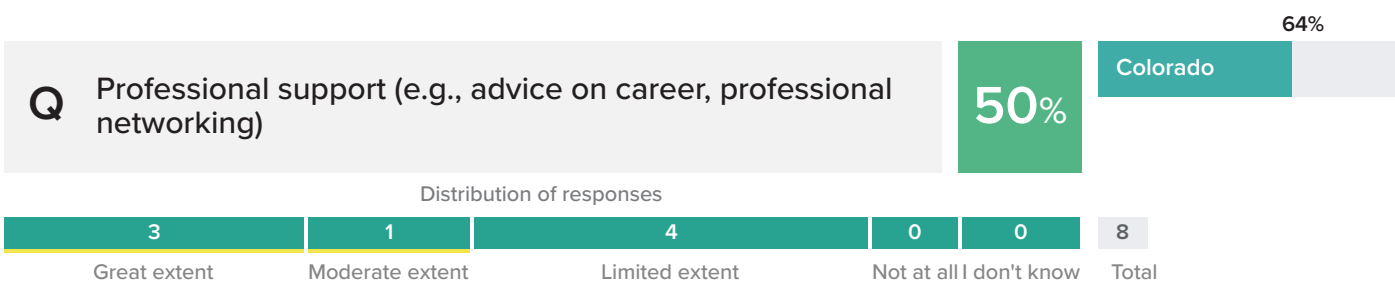 64%
Q
Professional support (e.g., advice on career, professional
networking)
50%
Colorado
Distribution of responses
3 1 4 0 0 8
Great extent Moderate extent Limited extent Not at all I don't know Total